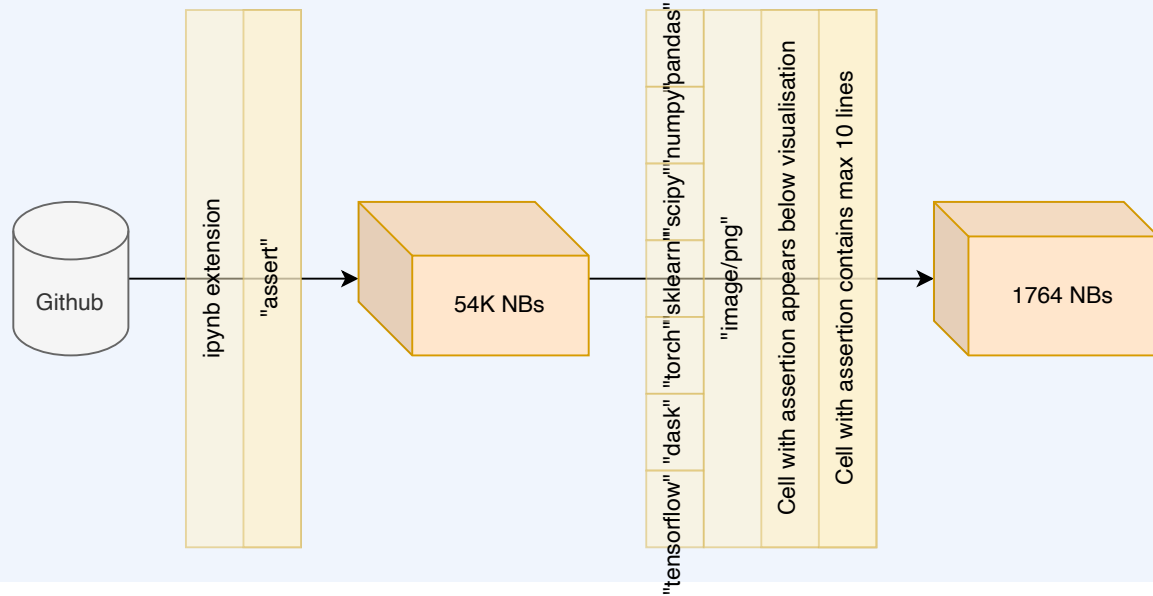 Github
ipynb extension
"assert"
54K NBs
"pandas"
"numpy"
"scipy"
"sklearn"
"torch"
"dask"
"tensorflow"
"image/png"
Cell with assertion appears below visualisation
Cell with assertion contains max 10 lines
1764 NBs